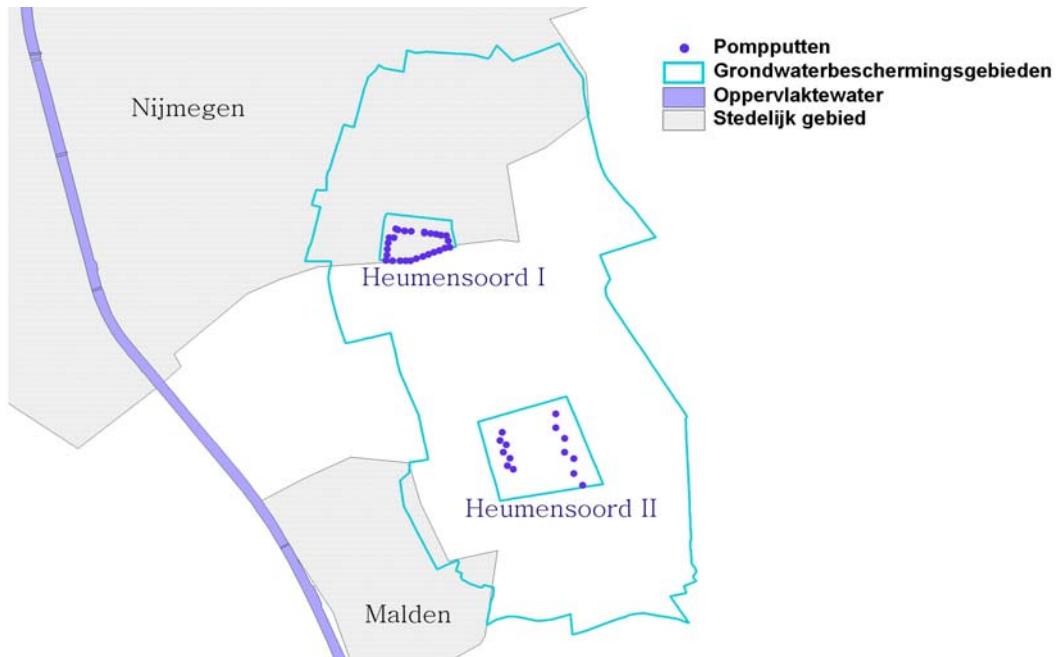 Pompputten
Grondwaterbeschermingsgebieden
Oppervlaktewater
Stedelijk gebied
Nijmegen
Heumensoord I
Heumensoord II
Malden